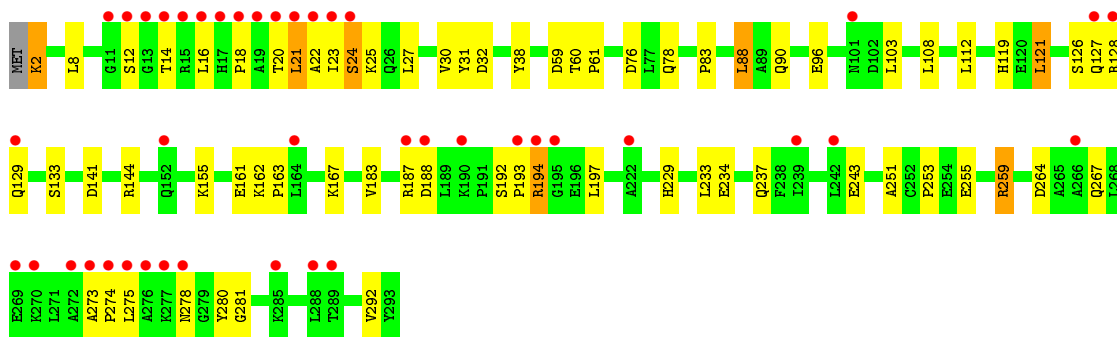 MET K2 L8 G11 S12 G13 T14 R15 L16 H17 P18 A19 T20 L21 A22 I23 S24 K25 Q26 L27 V30 Y31 D32 Y38 D59 T60 P61 D76 L77 Q78 P83 L88 A89 Q90 E96 N101 D102 L103 L108 L112 H119 E120 L121 S126 Q127 R128
Q129 S133 D141 R144 Q152 K155 E161 K162 P163 L164 K167 V183 R187 D188 L189 K190 P191 S192 P193 R194 G195 E196 L197 A222 H229 L233 E234 Q237 F238 I239 L242 E243 A251 C252 P253 E254 E255 R259 D264 A265 A266 Q267 L268
E269 K270 L271 A272 A273 P274 L275 A276 K277 N278 G279 Y280 G281 K285 L288 T289 V292 Y293